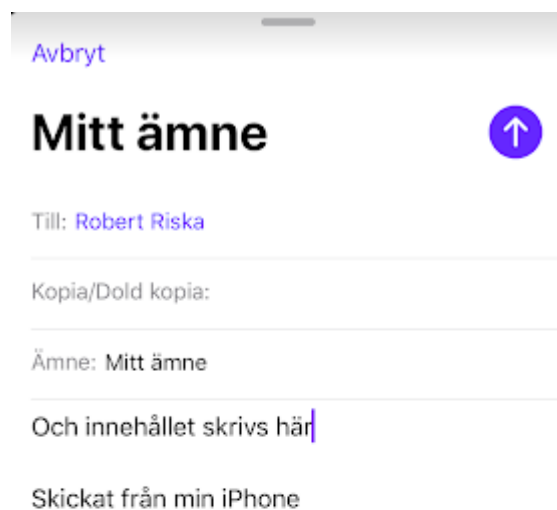 Avbryt
Mitt ämne
Till: Robert Riska
Kopia/Dold kopia:
Ämne: Mitt ämne
Och innehållet skrivs här
Skickat från min iPhone